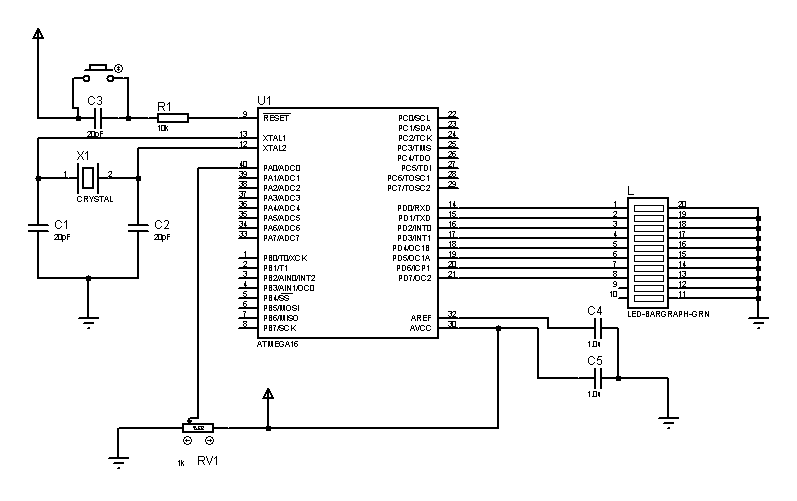 C3
20pF
R1
10k
U1
9 RESET
13 XTAL1
12 XTAL2
40 PA0/ADC0
39 PA1/ADC1
38 PA2/ADC2
37 PA3/ADC3
36 PA4/ADC4
35 PA5/ADC5
34 PA6/ADC6
33 PA7/ADC7
1 PB0/T0/XCK
2 PB1/T1
3 PB2/AIN0/INT2
4 PB3/AIN1/OC0
5 PB4/SS
6 PB5/MOSI
7 PB6/MISO
8 PB7/SCK
ATMEGA16
PC0/SCL 22
PC1/SDA 23
PC2/TCK 24
PC3/TMS 25
PC4/TDO 26
PC5/TDI 27
PC6/TOSC1 28
PC7/TOSC2 29
PD0/RXD 14
PD1/TXD 15
PD2/INT0 16
PD3/INT1 17
PD4/OC1B 18
PD5/OC1A 19
PD6/ICP1 20
PD7/OC2 21
AREF 32
AVCC 30
X1
1 2
CRYSTAL
C1
20pF
C2
20pF
L
1 20
2 19
3 18
4 17
5 16
6 15
7 14
8 13
9 12
10 11
LED-BARGRAPH-GRN
C4
C5
1k RV1